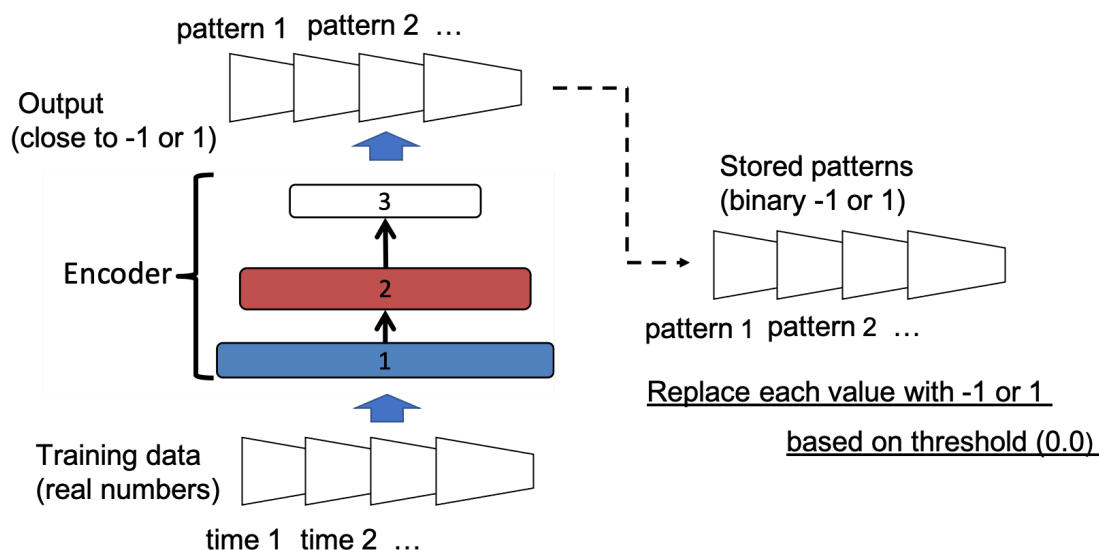 pattern 1 pattern 2 …
Output
(close to -1 or 1)
3
Encoder
2
1
Training data
(real numbers)
time 1 time 2 …
Stored patterns
(binary -1 or 1)
pattern 1 pattern 2 …
Replace each value with -1 or 1
based on threshold (0.0)